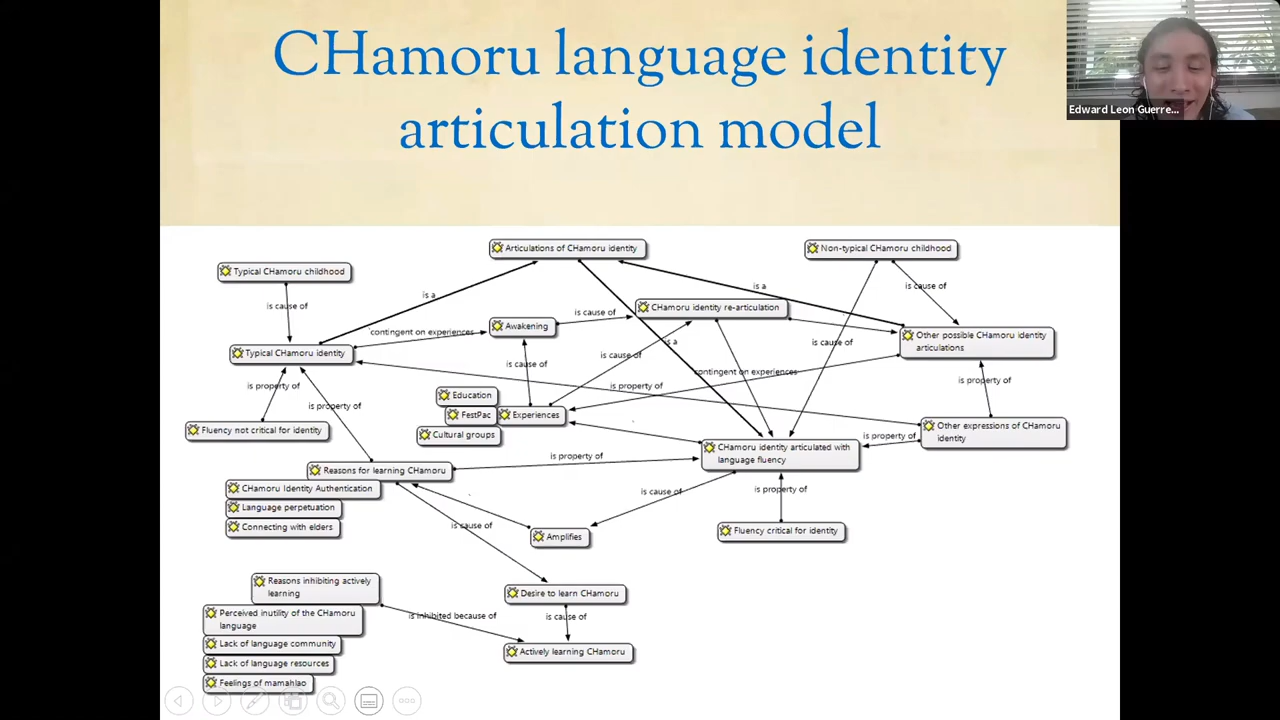 CHamoru language identity
articulation model
Edward Leon Guerre...
Articulations of CHamoru identity
Non-typical CHamoru childhood
Typical CHamoru childhood
is a
is a
is cause of
is cause of
CHamoru identity re-articulation
is cause of
Awakening
contingent on experiences
Other possible CHamoru identity
articulations
is a
is cause of
Typical CHamoru identity
is cause of
is cause of
contingent on experiences
is property of
is property of
is property of
is property of
Education
FestPac
Experiences
Cultural groups
Fluency not critical for identity
Other expressions of CHamoru
identity
is property of
CHamoru identity articulated with
language fluency
is property of
Reasons for learning CHamoru
CHamoru Identity Authentication
Language perpetuation
Connecting with elders
is cause of
is property of
is cause of
Amplifies
Fluency critical for identity
Reasons inhibiting actively
learning
Desire to learn CHamoru
Perceived inutility of the CHamoru
language
is inhibited because of
is cause of
Lack of language community
Actively learning CHamoru
Lack of language resources
Feelings of mamahlao